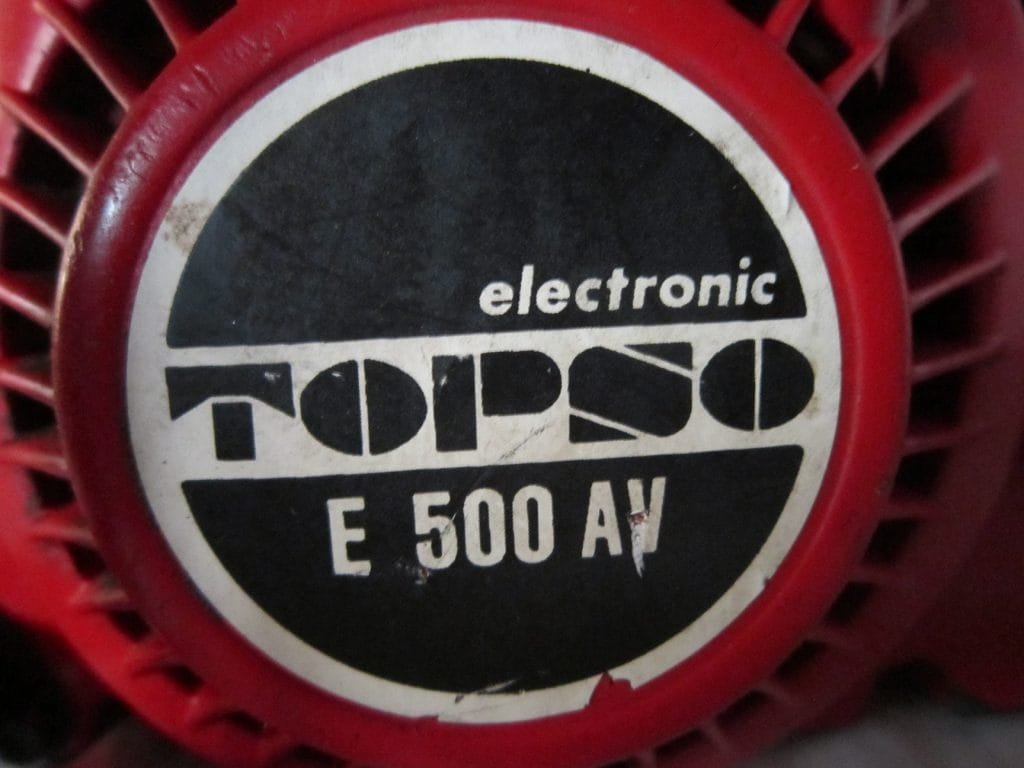 electronic
TOPSO
E 500 AV